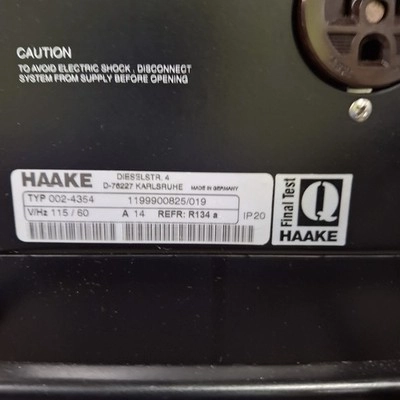 CAUTION
TO AVOID ELECTRIC SHOCK, DISCONNECT
SYSTEM FROM SUPPLY BEFORE OPENING
HAAKE DIESELSTR. 4
D-76227 KARLSRUHE MADE IN GERMANY
TYP 002-4354 1199900825/019
V/Hz 115 / 60 A 14 REFR: R134 a IP20
Final Test
Q
HAAKE